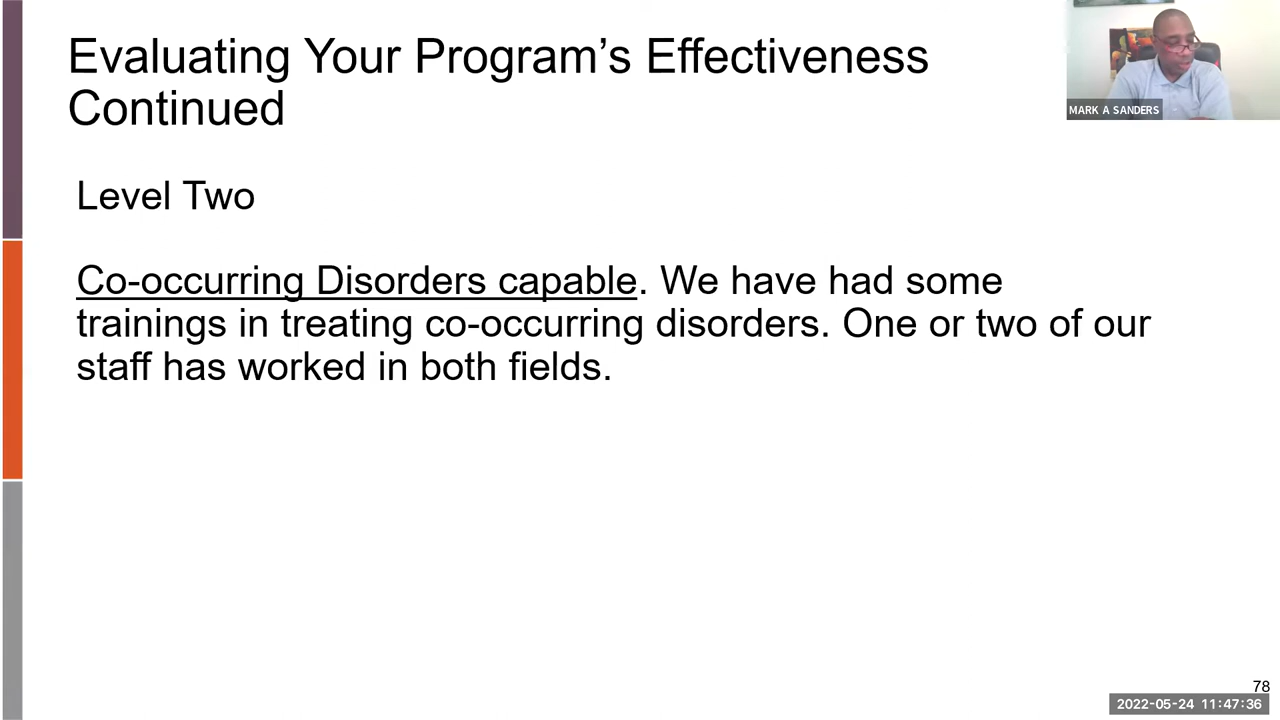 Evaluating Your Program’s Effectiveness
Continued
MARK A SANDERS
Level Two
Co-occurring Disorders capable. We have had some
trainings in treating co-occurring disorders. One or two of our
staff has worked in both fields.
78
2022-05-24 11:47:36